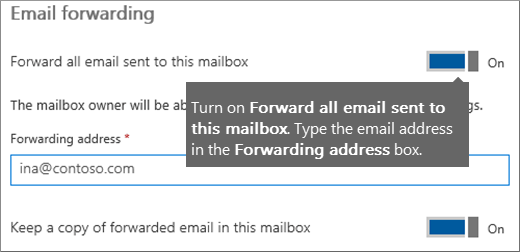 Email forwarding
Forward all email sent to this mailbox
On
Turn on Forward all email sent to
this mailbox. Type the email address
in the Forwarding address box.
The mailbox owner will be ab
gs.
Forwarding address *
ina@contoso.com
Keep a copy of forwarded email in this mailbox
On